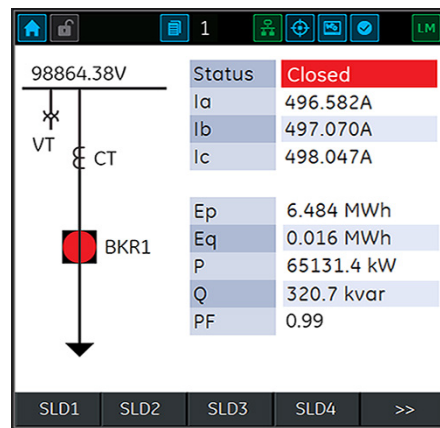 1
LM
98864.38V
Status Closed
Ia 496.582A
Ib 497.070A
Ic 498.047A
VT
CT
BKR1
Ep 6.484 MWh
Eq 0.016 MWh
P 65131.4 kW
Q 320.7 kvar
PF 0.99
SLD1 SLD2 SLD3 SLD4 >>